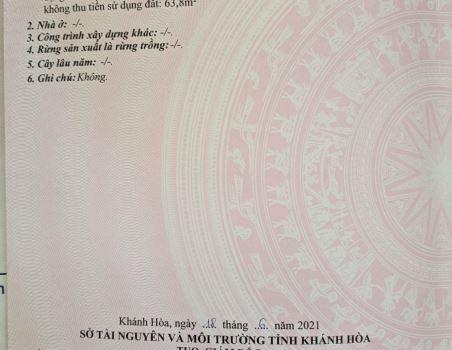 không thu tiền sử dụng đất: 63,8m²
2. Nhà ở: -/-.
3. Công trình xây dựng khác: -/-.
4. Rừng sản xuất là rừng trồng: -/-.
5. Cây lâu năm: -/-.
6. Ghi chú: Không.
Khánh Hòa, ngày .18. tháng .6. năm 2021
SỞ TÀI NGUYÊN VÀ MÔI TRƯỜNG TỈNH KHÁNH HÒA